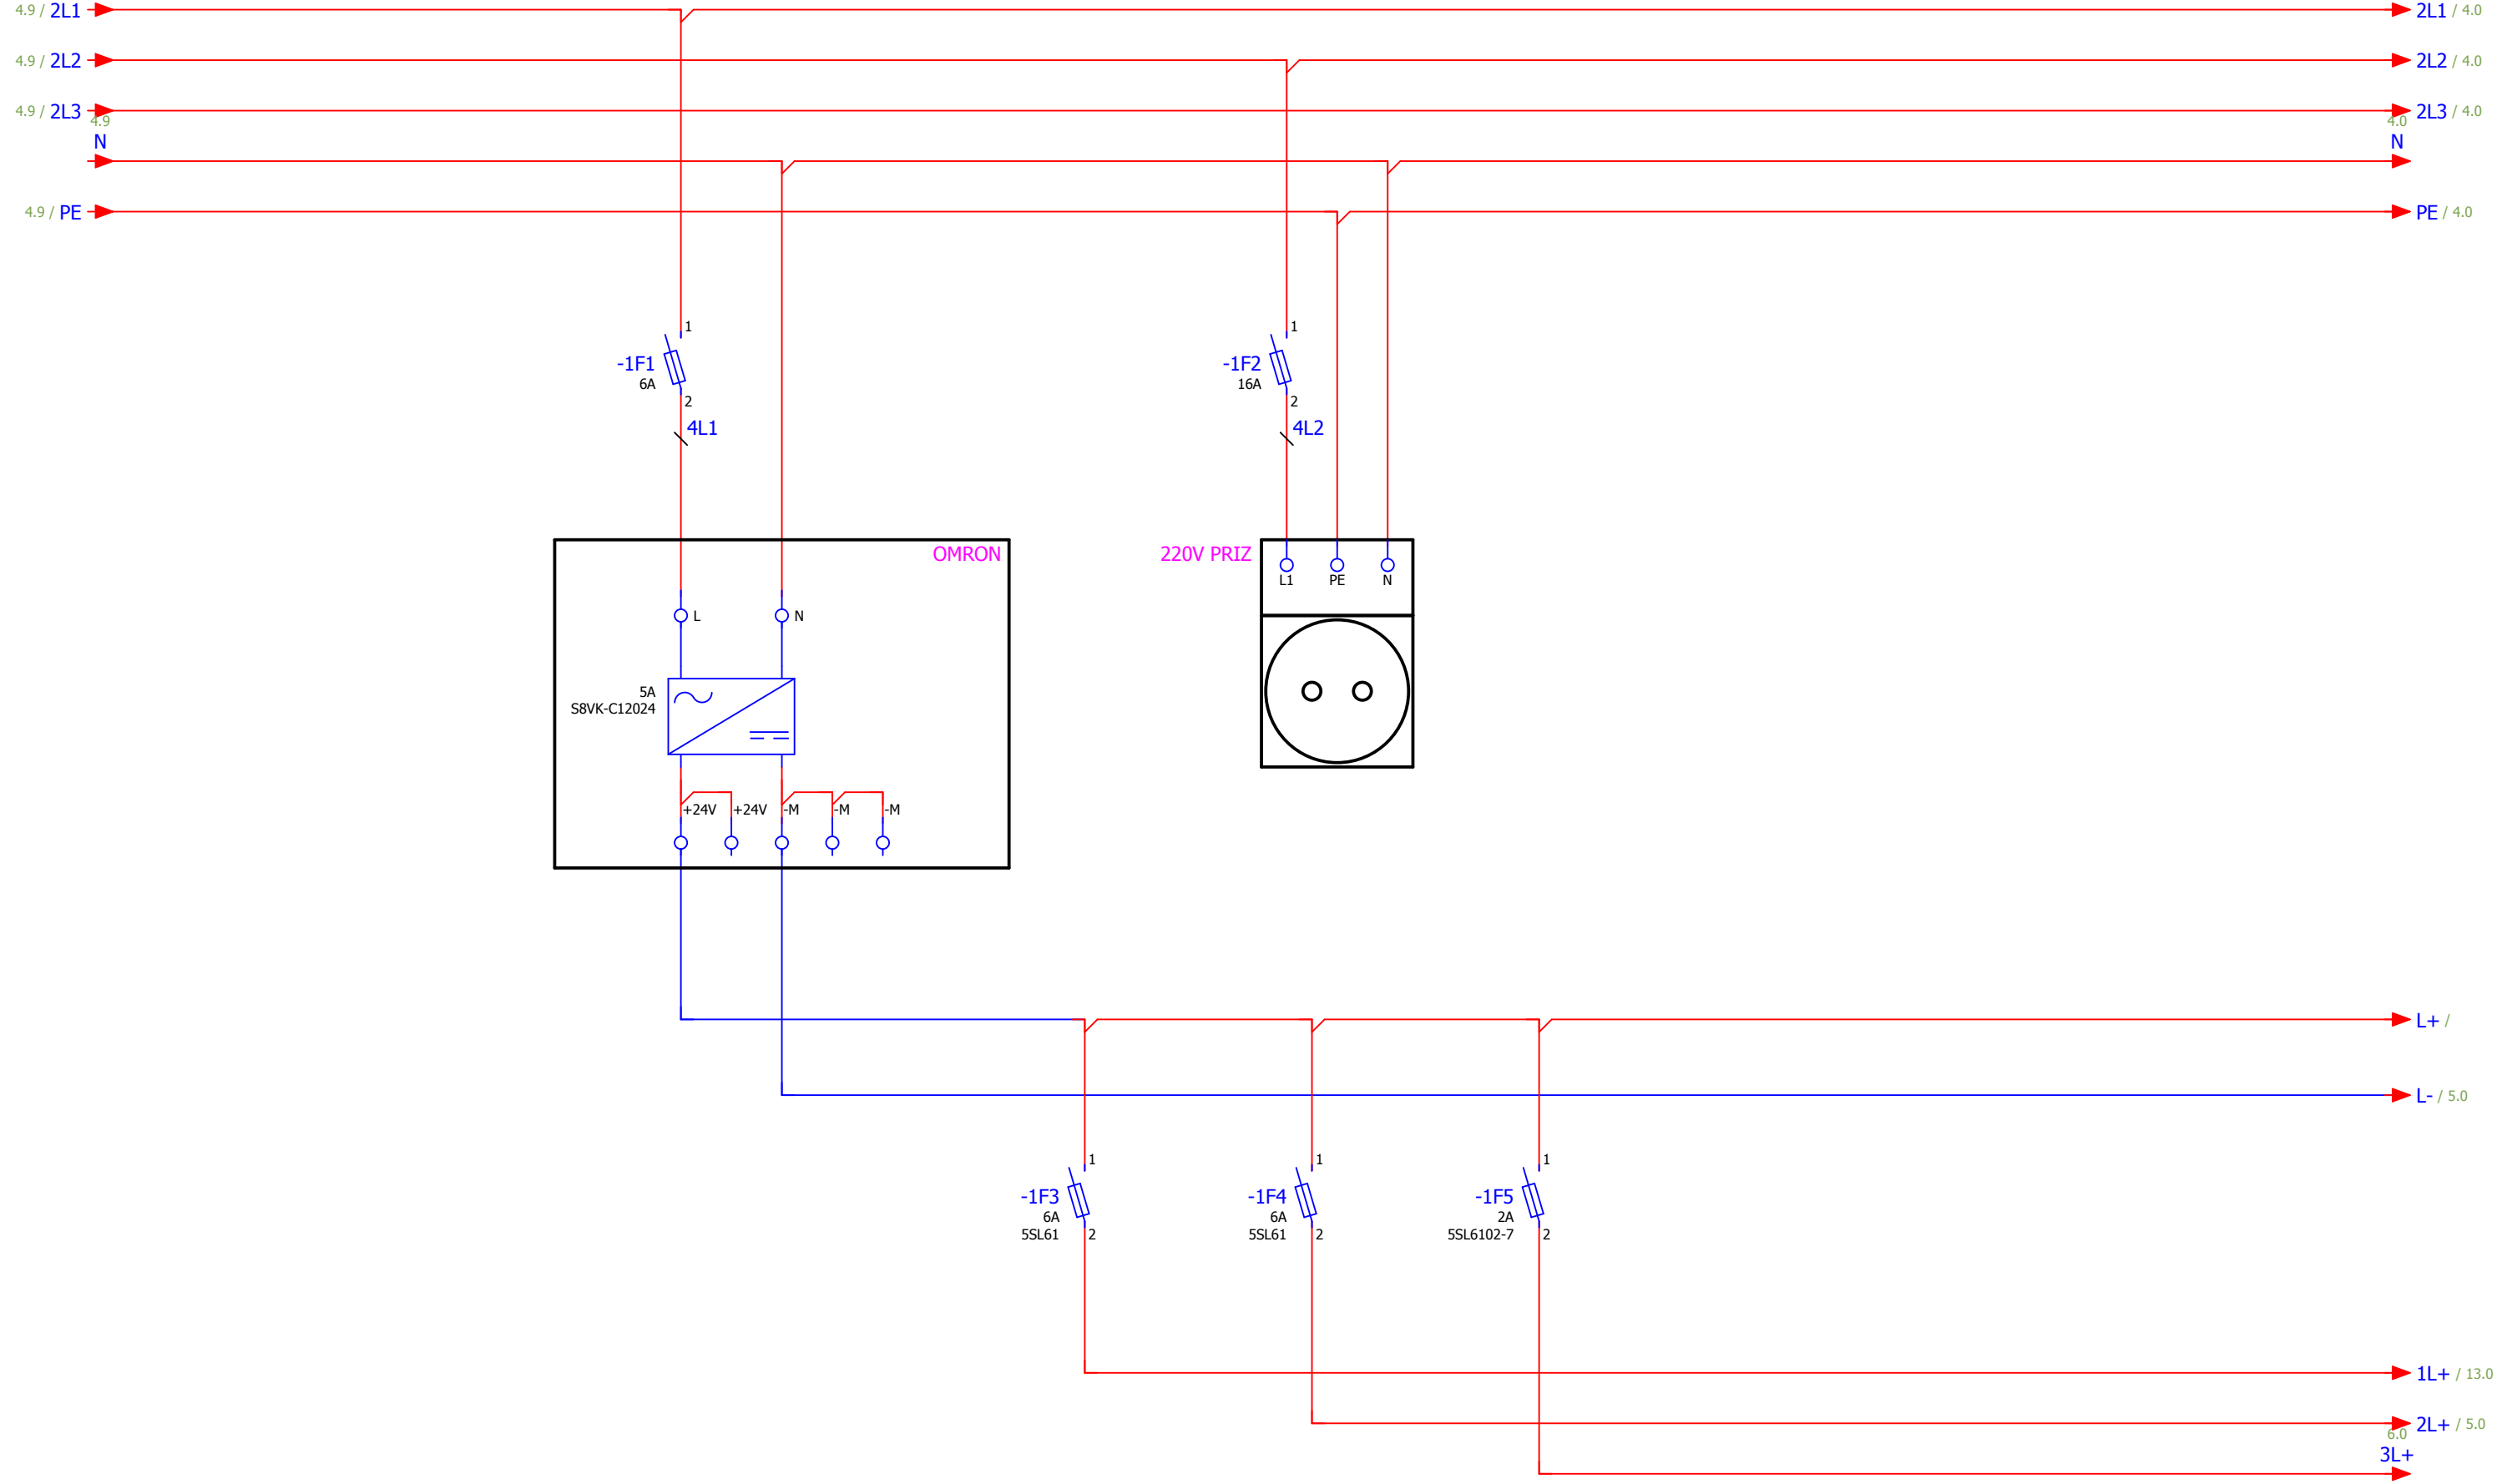 4.9 / 2L1
2L1 / 4.0
4.9 / 2L2
2L2 / 4.0
4.9 / 2L3
2L3 / 4.0
4.9
N
4.0
N
4.9 / PE
PE / 4.0
1
-1F1
6A
2
4L1
1
-1F2
16A
2
4L2
OMRON
220V PRIZ
L1 PE N
L N
5A
S8VK-C12024
+24V +24V -M -M -M
L+ /
L- / 5.0
1
-1F3
6A
5SL61 2
1
-1F4
6A
5SL61 2
1
-1F5
2A
5SL6102-7 2
1L+ / 13.0
2L+ / 5.0
6.0
3L+